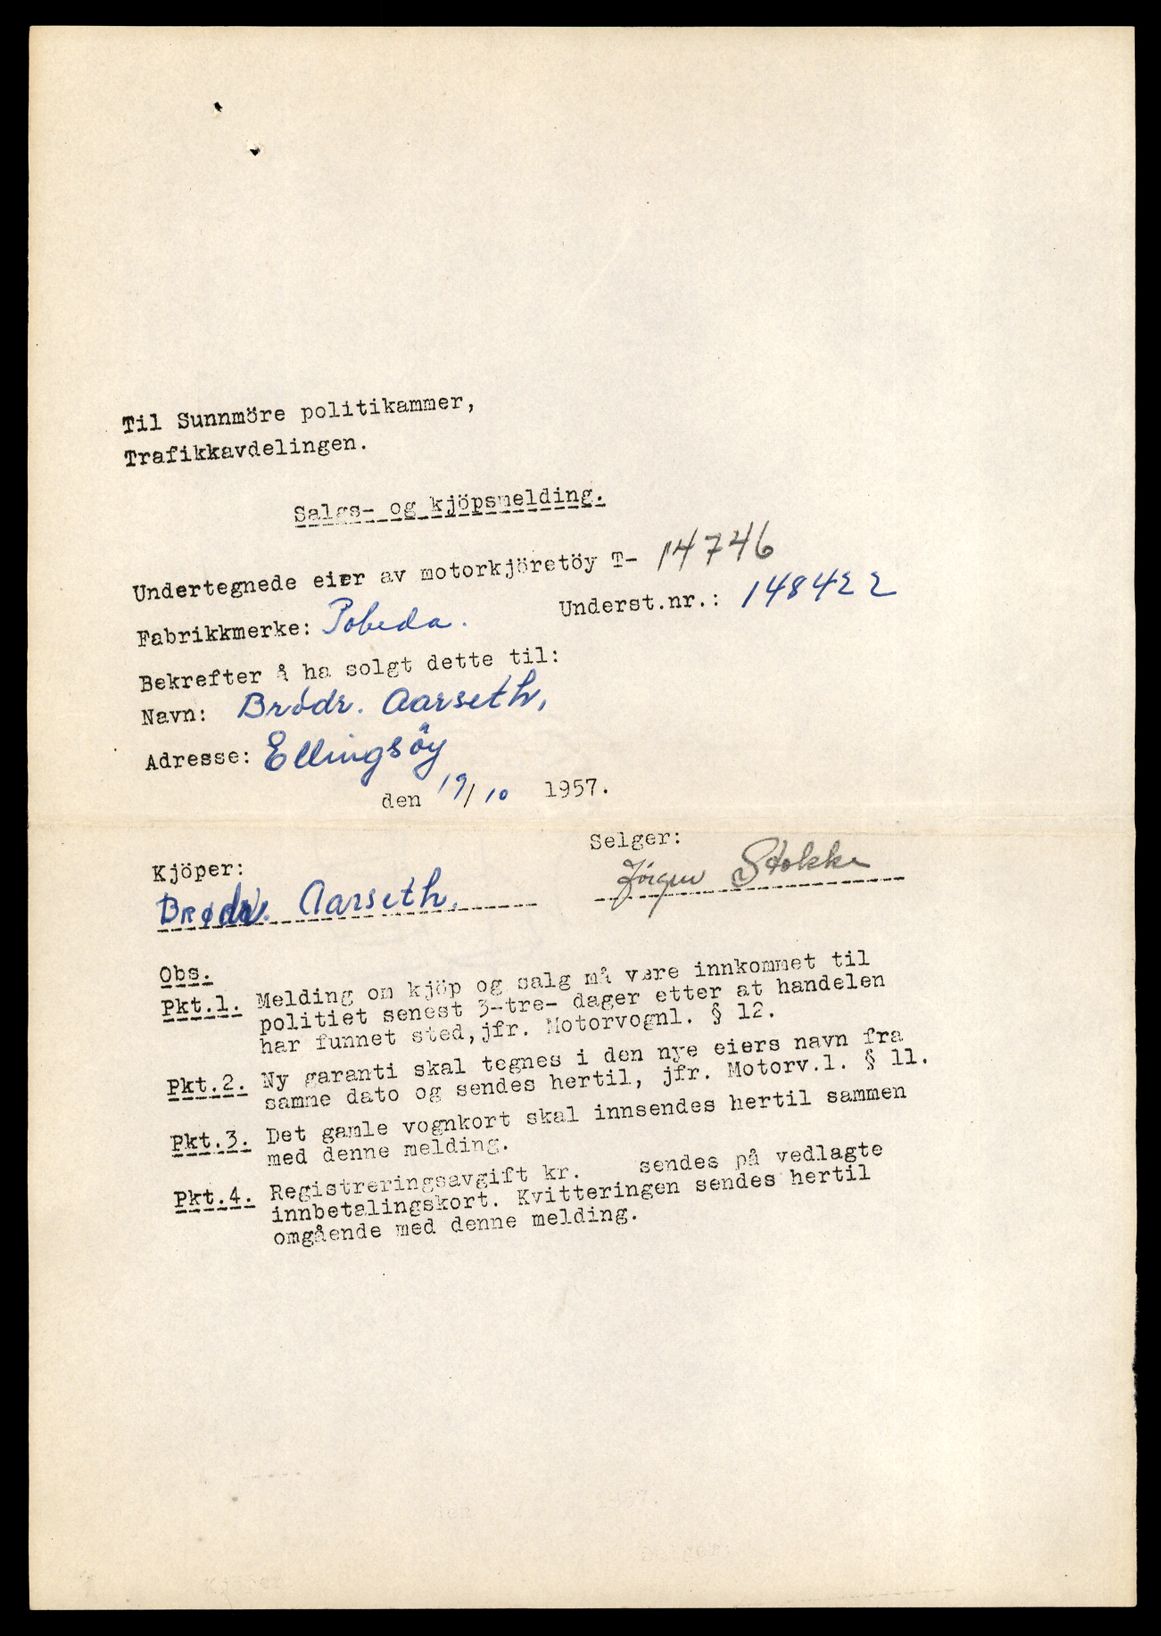 Til Sunnmöre politikammer,
Trafikkavdelingen.
Salgs- og kjöpsmelding.
Undertegnede eier av motorkjöretöy T- 14746
Fabrikkmerke: Pobeda. Underst.nr.: 148422
Bekrefter å ha solgt dette til:
Navn: Brødr. Aarseth,
Adresse: Ellingsöy
den 19/10 1957.
Kjöper: Selger:
Brødr. Aarseth. Jörgen Stokke
Obs.
Pkt.1. Melding om kjöp og salg må være innkommet til
politiet senest 3-tre- dager etter at handelen
har funnet sted,jfr. Motorvognl. § 12.
Pkt.2. Ny garanti skal tegnes i den nye eiers navn fra
samme dato og sendes hertil, jfr. Motorv.l. § 11.
Pkt.3. Det gamle vognkort skal innsendes hertil sammen
med denne melding.
Pkt.4. Registreringsavgift kr. sendes på vedlagte
innbetalingskort. Kvitteringen sendes hertil
omgående med denne melding.